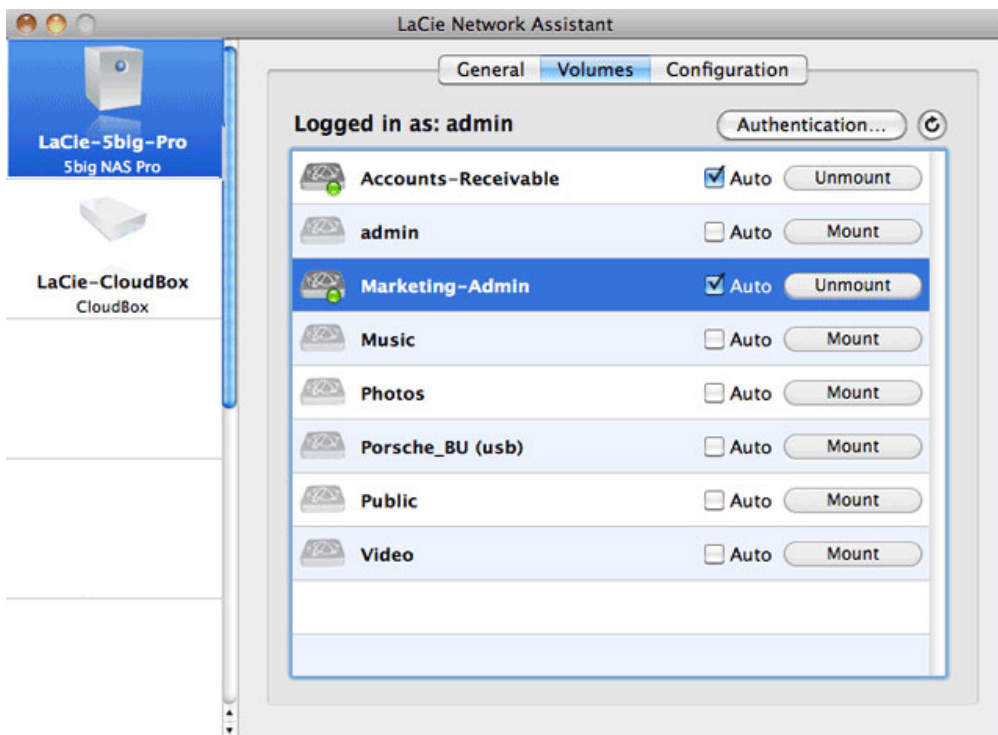 LaCie Network Assistant
LaCie-5big-Pro
5big NAS Pro
LaCie-CloudBox
CloudBox
General Volumes Configuration
Logged in as: admin Authentication...
Accounts-Receivable Auto Unmount
admin Auto Mount
Marketing-Admin Auto Unmount
Music Auto Mount
Photos Auto Mount
Porsche_BU (usb) Auto Mount
Public Auto Mount
Video Auto Mount